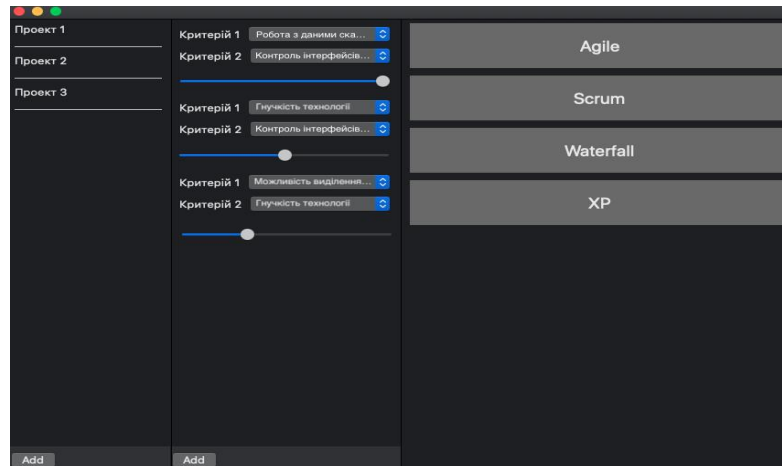 Проект 1
Проект 2
Проект 3
Add
Критерій 1 Робота з даними ска...
Критерій 2 Контроль інтерфейсів...
Критерій 1 Гнучкість технології
Критерій 2 Контроль інтерфейсів...
Критерій 1 Можливість виділення...
Критерій 2 Гнучкість технології
Add
Agile
Scrum
Waterfall
XP